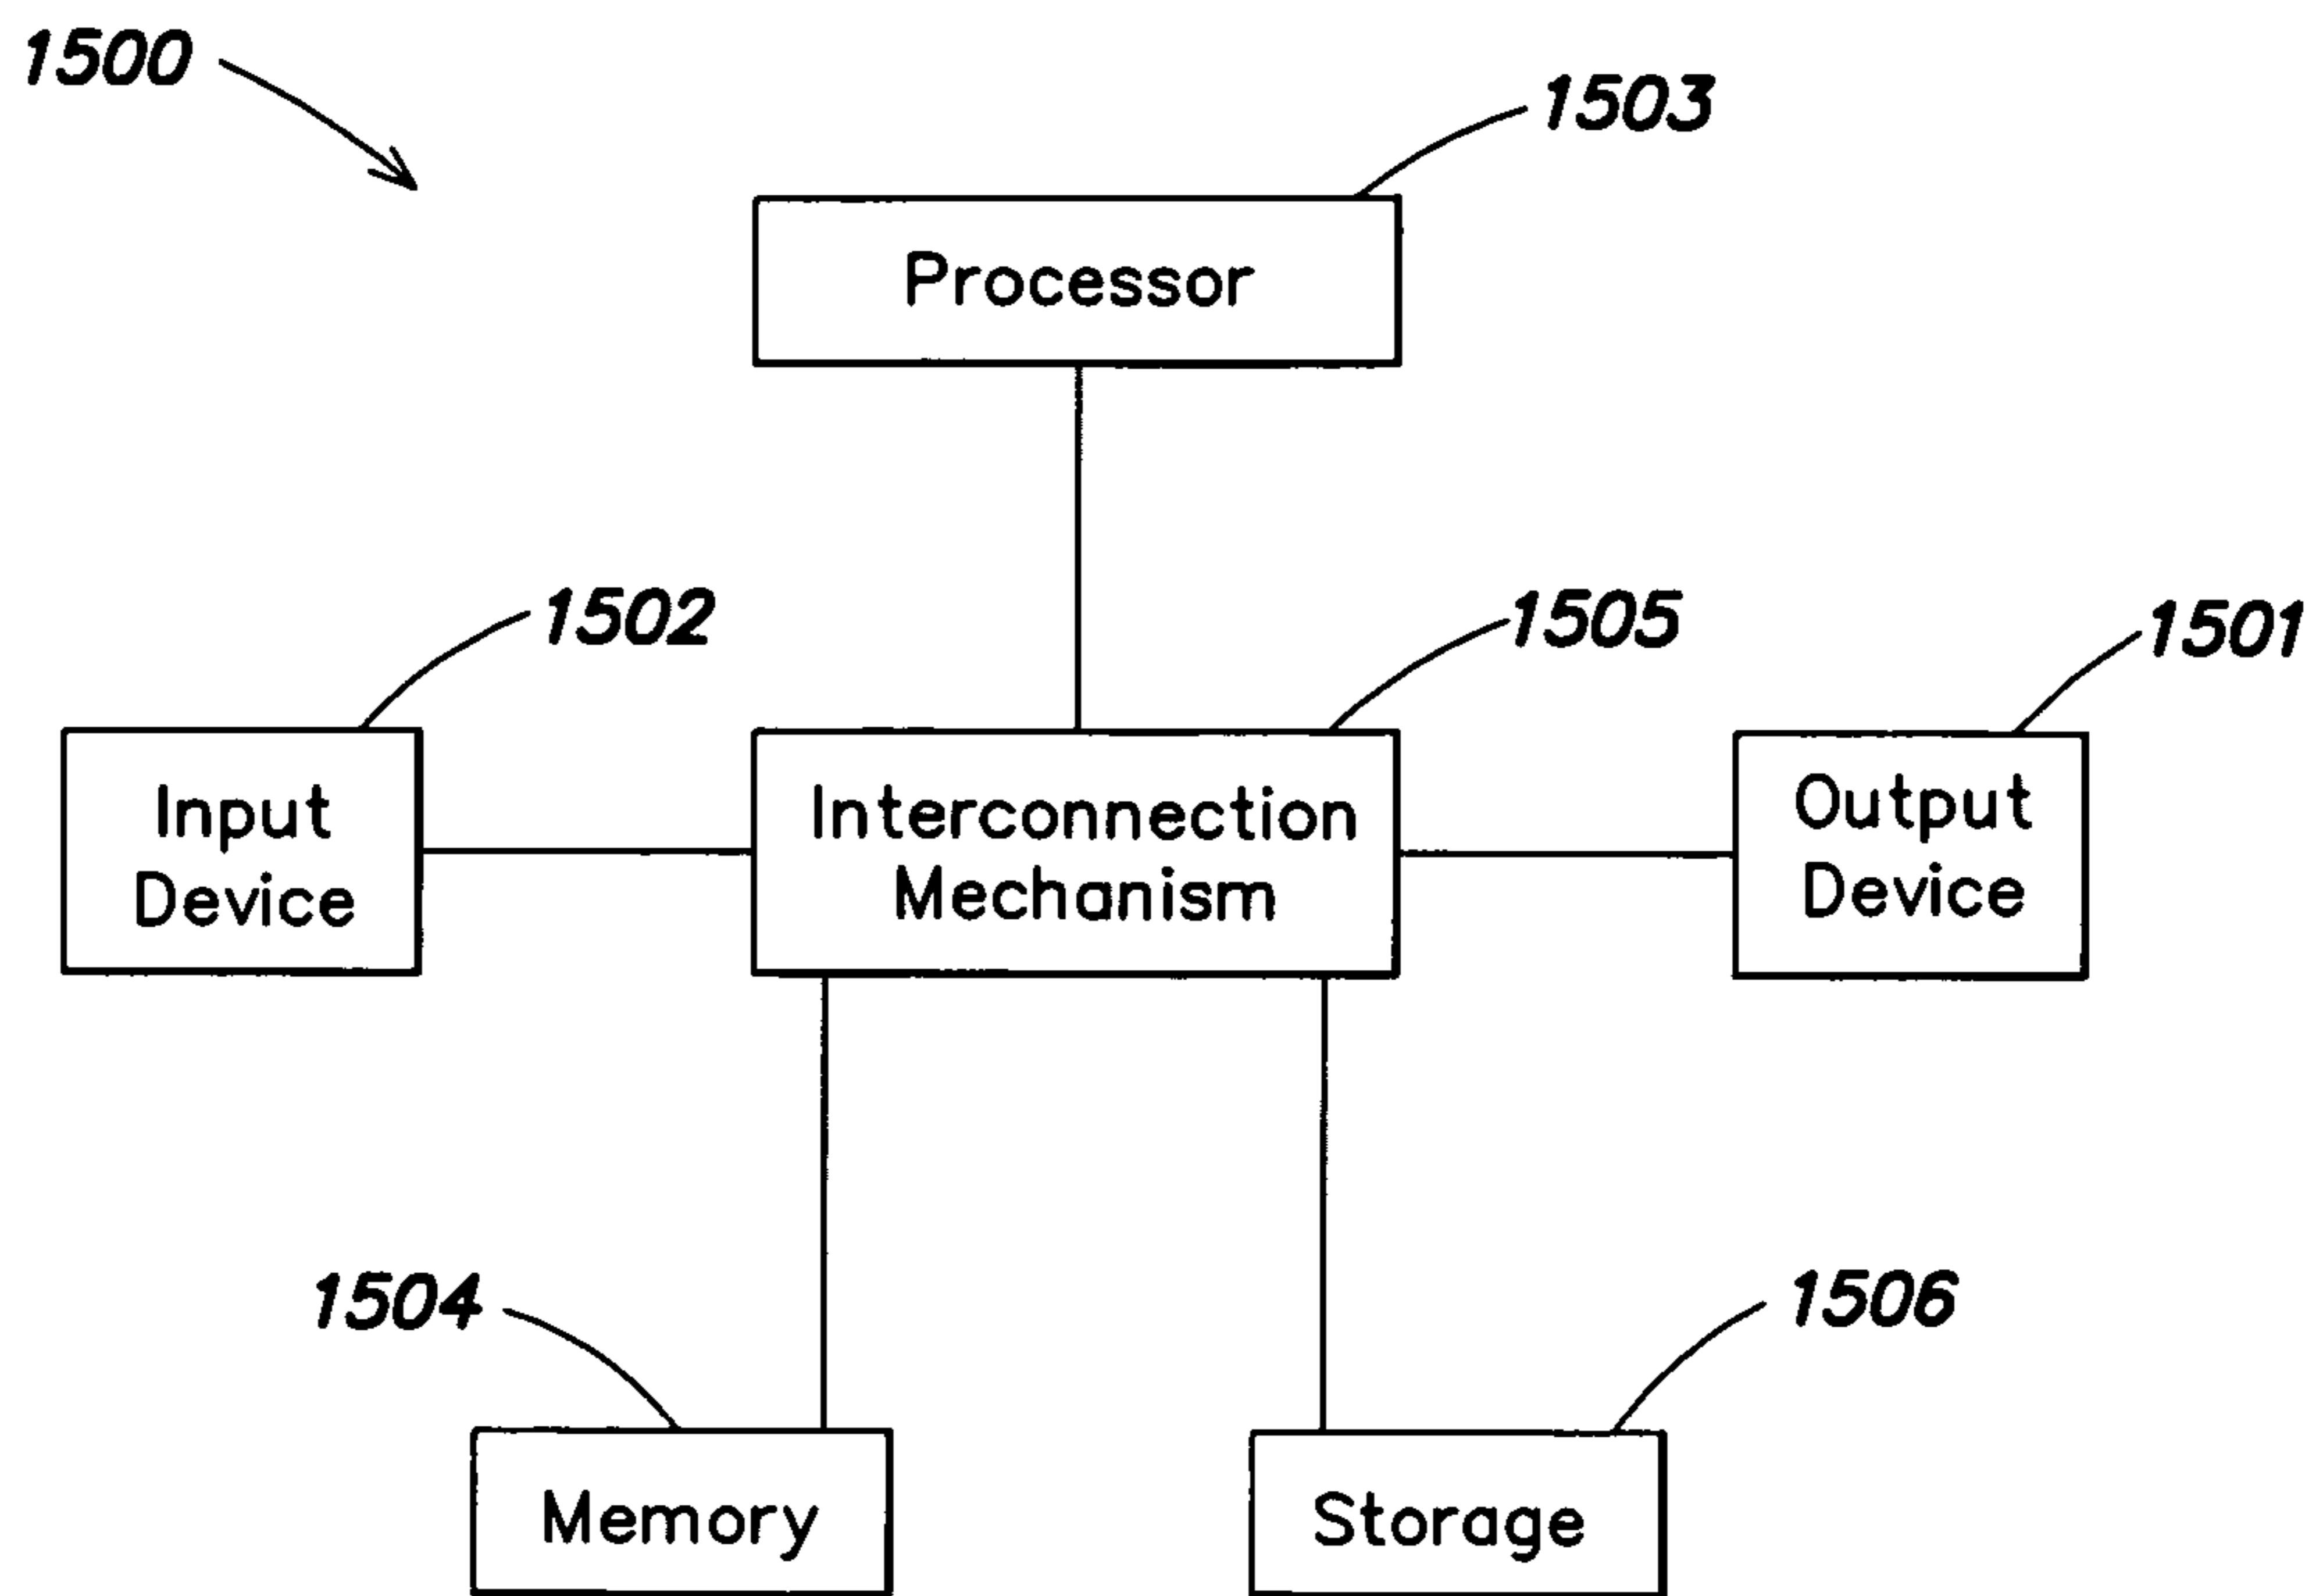 1500
1503
Processor
1502
1505
1501
Input
Device
Interconnection
Mechanism
Output
Device
1504
1506
Memory
Storage